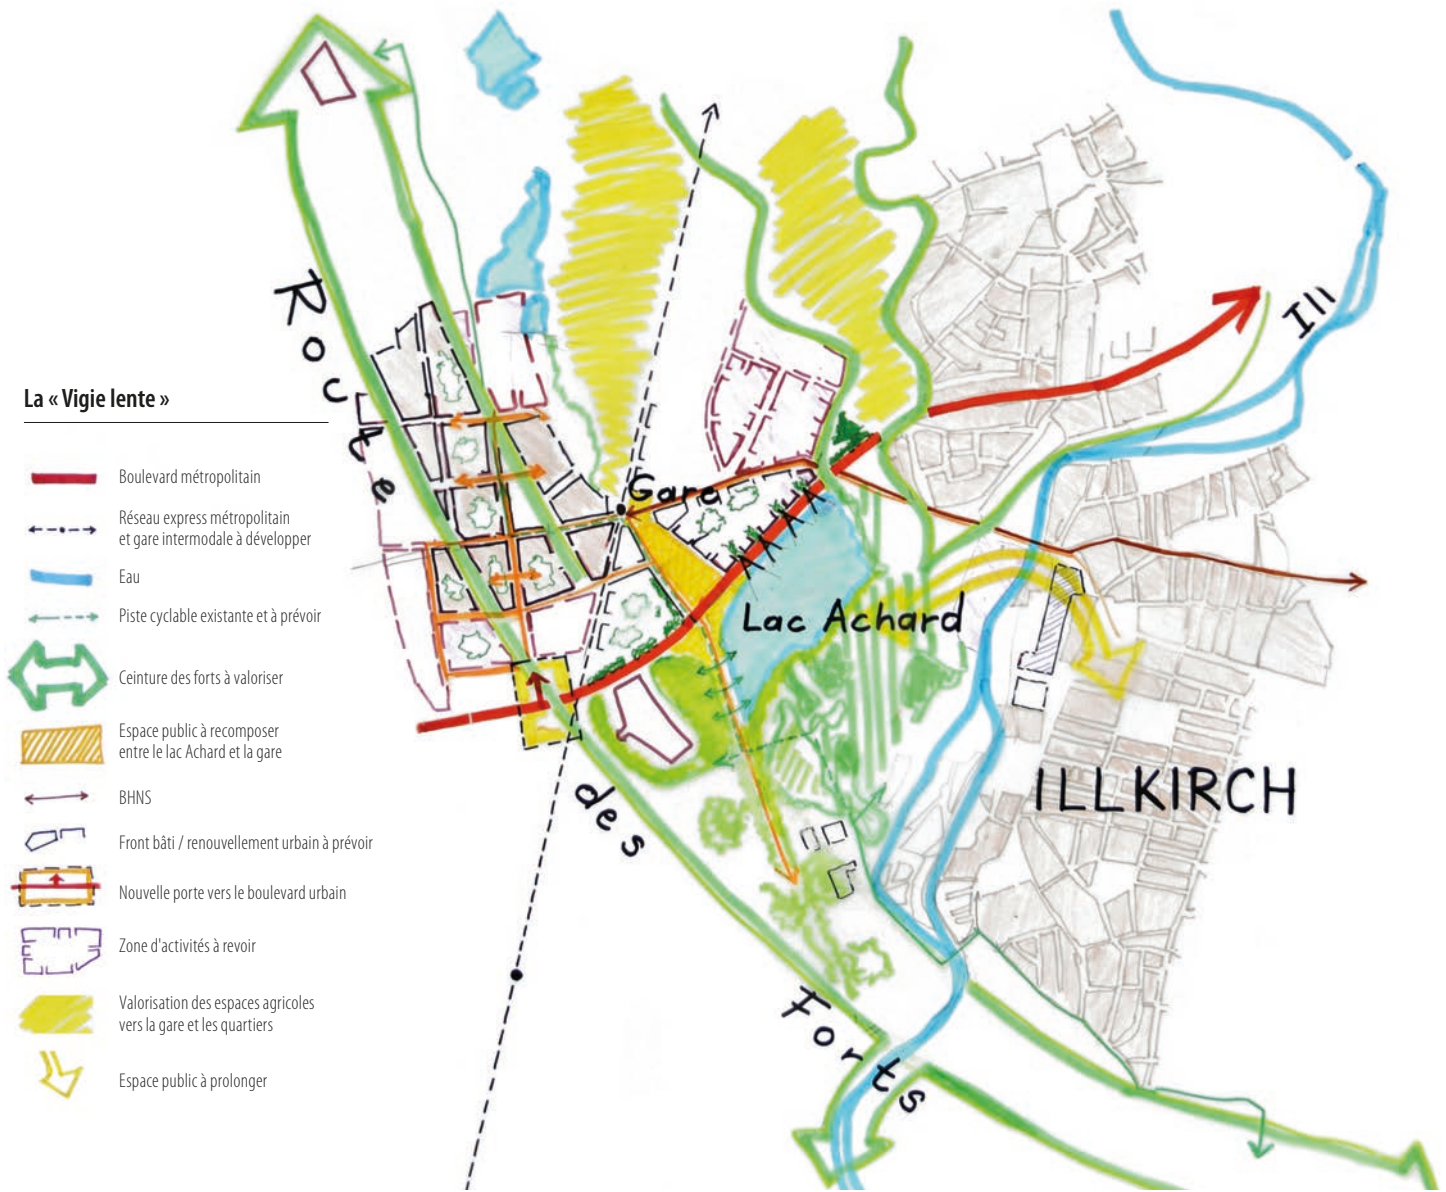 La « Vigie lente »
Boulevard métropolitain
Réseau express métropolitain
et gare intermodale à développer
Eau
Piste cyclable existante et à prévoir
Ceinture des forts à valoriser
Espace public à recomposer
entre le lac Achard et la gare
BHNS
Front bâti / renouvellement urbain à prévoir
Nouvelle porte vers le boulevard urbain
Zone d'activités à revoir
Valorisation des espaces agricoles
vers la gare et les quartiers
Espace public à prolonger
Rocte
des
Forts
Gare
Lac Achard
Ill
ILLKIRCH